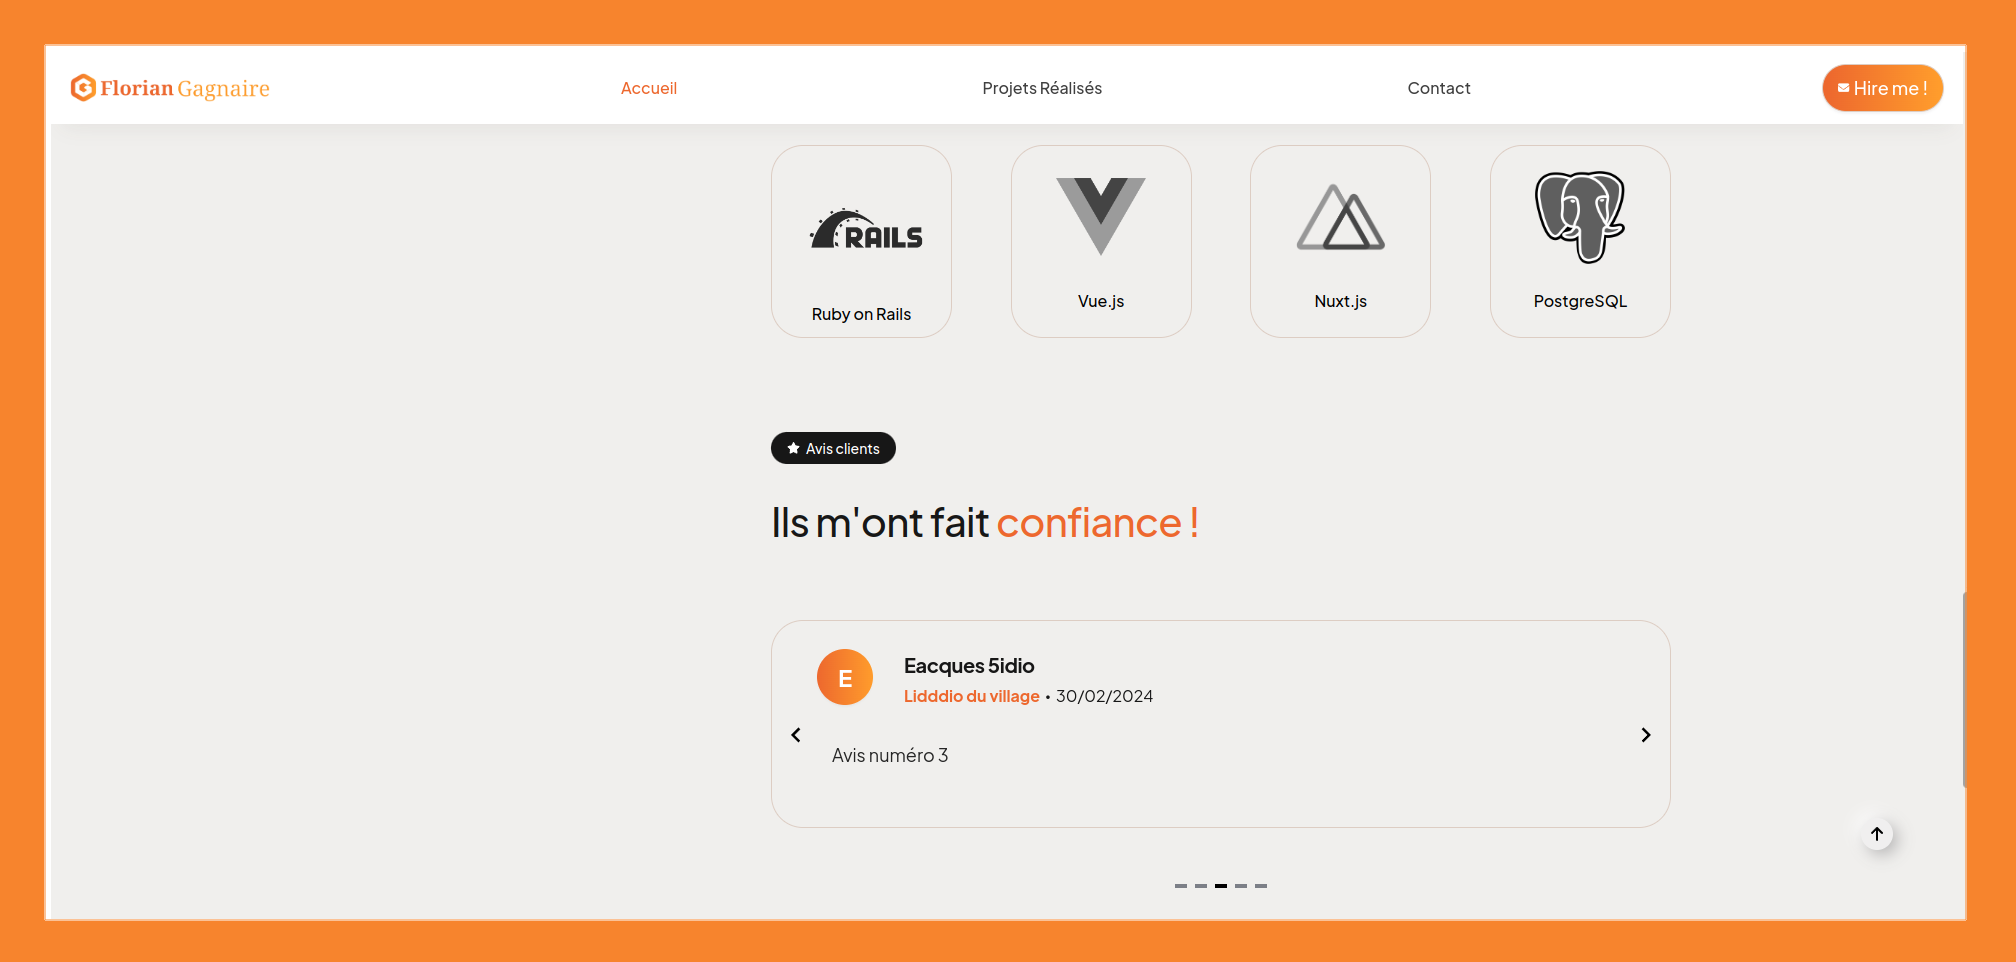 Florian Gagnaire
Accueil
Projets Réalisés
Contact
Hire me !
RAILS
Ruby on Rails
Vue.js
Nuxt.js
PostgreSQL
Avis clients
Ils m'ont fait confiance !
E
Eacques 5idio
Lidddio du village • 30/02/2024
Avis numéro 3